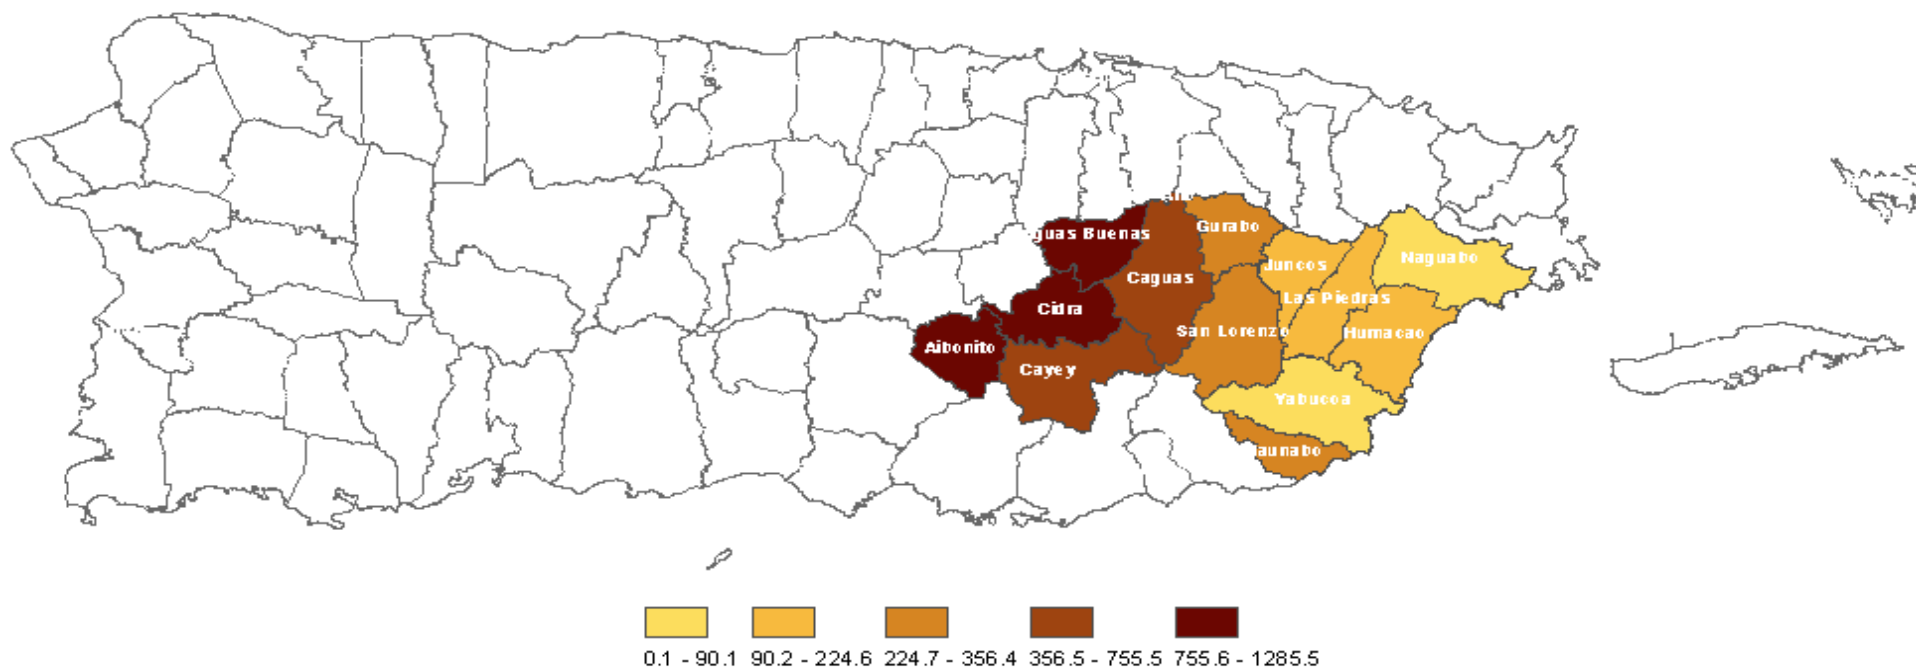 Gurabo
guas Buenas
Juncos
Naguabo
Caguas
Las Piedras
Cidra
San Lorenzo
Humacao
Aibonito
Cayey
Yabucoa
aunabo
0.1 - 90.1 90.2 - 224.6 224.7 - 356.4 356.5 - 755.5 755.6 - 1285.5